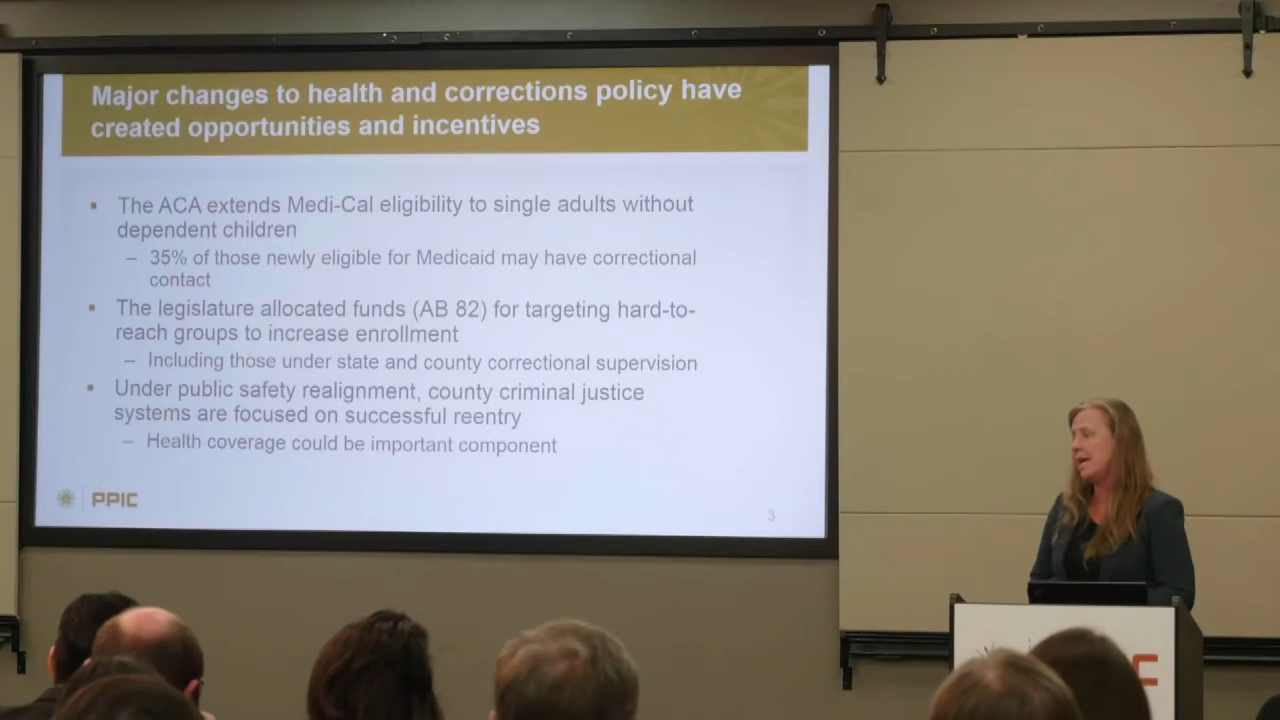 Major changes to health and corrections policy have
created opportunities and incentives
▪ The ACA extends Medi-Cal eligibility to single adults without
dependent children
– 35% of those newly eligible for Medicaid may have correctional
contact
▪ The legislature allocated funds (AB 82) for targeting hard-to-
reach groups to increase enrollment
– Including those under state and county correctional supervision
▪ Under public safety realignment, county criminal justice
systems are focused on successful reentry
– Health coverage could be important component
PPIC
3
C